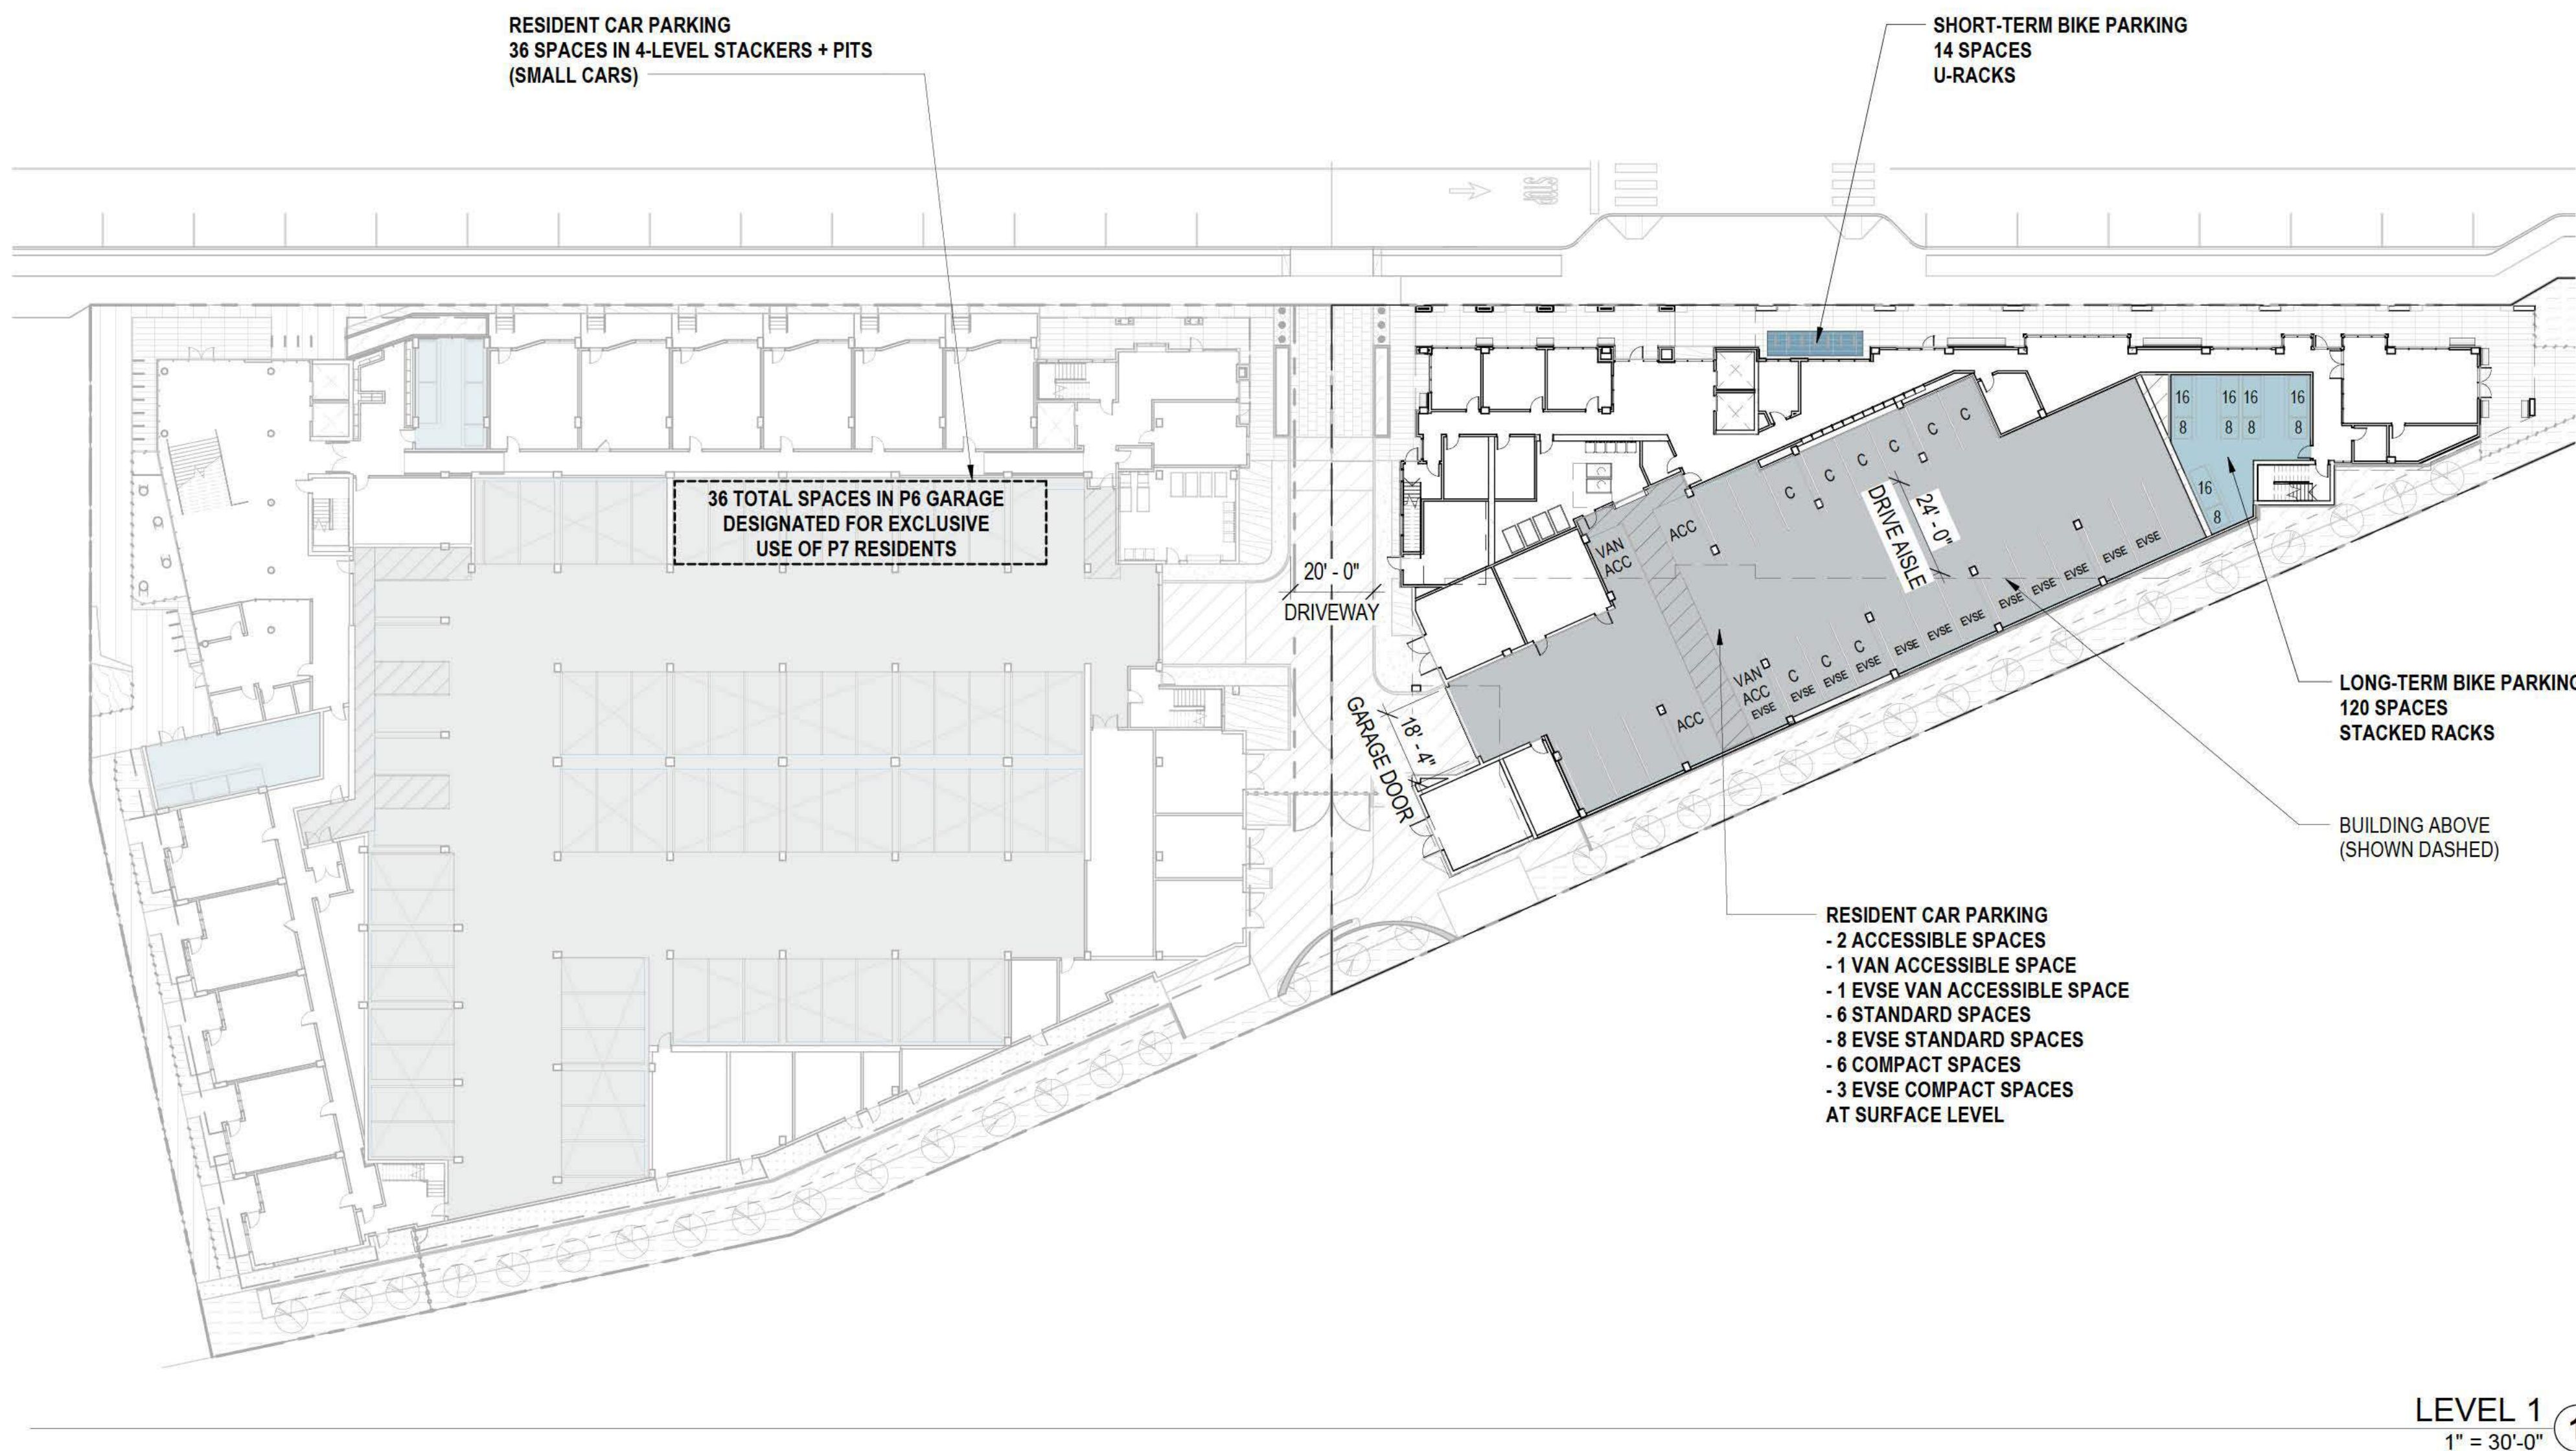 RESIDENT CAR PARKING
36 SPACES IN 4-LEVEL STACKERS + PITS
(SMALL CARS)
SHORT-TERM BIKE PARKING
14 SPACES
U-RACKS
STOP
36 TOTAL SPACES IN P6 GARAGE
DESIGNATED FOR EXCLUSIVE
USE OF P7 RESIDENTS
20' - 0"
DRIVEWAY
GARAGE DOOR
18' - 4"
DRIVE AISLE
24' - 0"
VAN
ACC
ACC
C
C
C
C
C
C
16
16
16
16
8
8
8
8
16
8
ACC
VAN
ACC
EVSE
C
EVSE
C
EVSE
C
EVSE
EVSE
EVSE
EVSE
EVSE
EVSE
EVSE
EVSE
EVSE
LONG-TERM BIKE PARKING
120 SPACES
STACKED RACKS
BUILDING ABOVE
(SHOWN DASHED)
RESIDENT CAR PARKING
- 2 ACCESSIBLE SPACES
- 1 VAN ACCESSIBLE SPACE
- 1 EVSE VAN ACCESSIBLE SPACE
- 6 STANDARD SPACES
- 8 EVSE STANDARD SPACES
- 6 COMPACT SPACES
- 3 EVSE COMPACT SPACES
AT SURFACE LEVEL
LEVEL 1
1" = 30'-0"